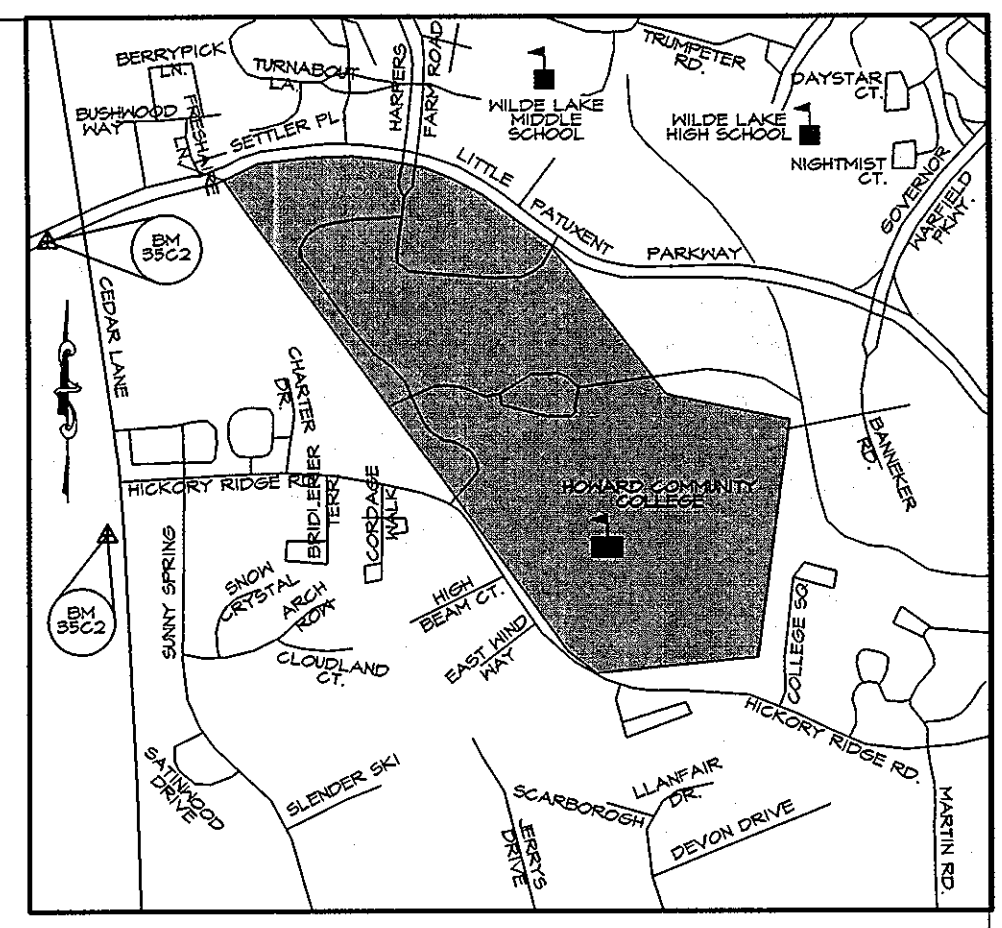 BERRYPICK
LN.
TURNABOUT
LA.
BUSHWOOD
WAY
SETTLER PL
HARPERS
FARM ROAD
WILDE LAKE
MIDDLE
SCHOOL
TRUMPETER
RD.
DAYSTAR
CT.
WILDE LAKE
HIGH SCHOOL
NIGHTMIST
CT.
GOVERNOR
WARFIELD
PKWY.
LITTLE
PATUXENT
PARKWAY
BM
35C2
CEDAR LANE
CHARTER
DR.
HICKORY RIDGE RD
BRIDLERIER
TERR
CORDAGE
WALK
HOWARD COMMUNITY
COLLEGE
BANNEKER
RD.
BM
35C2
SUNNY SPRING
SNOW
CRYSTAL
ARCH
ROW
CLOUDLAND
CT.
HIGH
BEAM CT.
EAST WIND
WAY
COLLEGE SQ.
HICKORY RIDGE RD.
SATINWOOD
DRIVE
SLENDER SKI
JERRYS
DRIVE
SCARBOROGH
LLANFAIR
DR.
DEVON DRIVE
MARTIN RD.